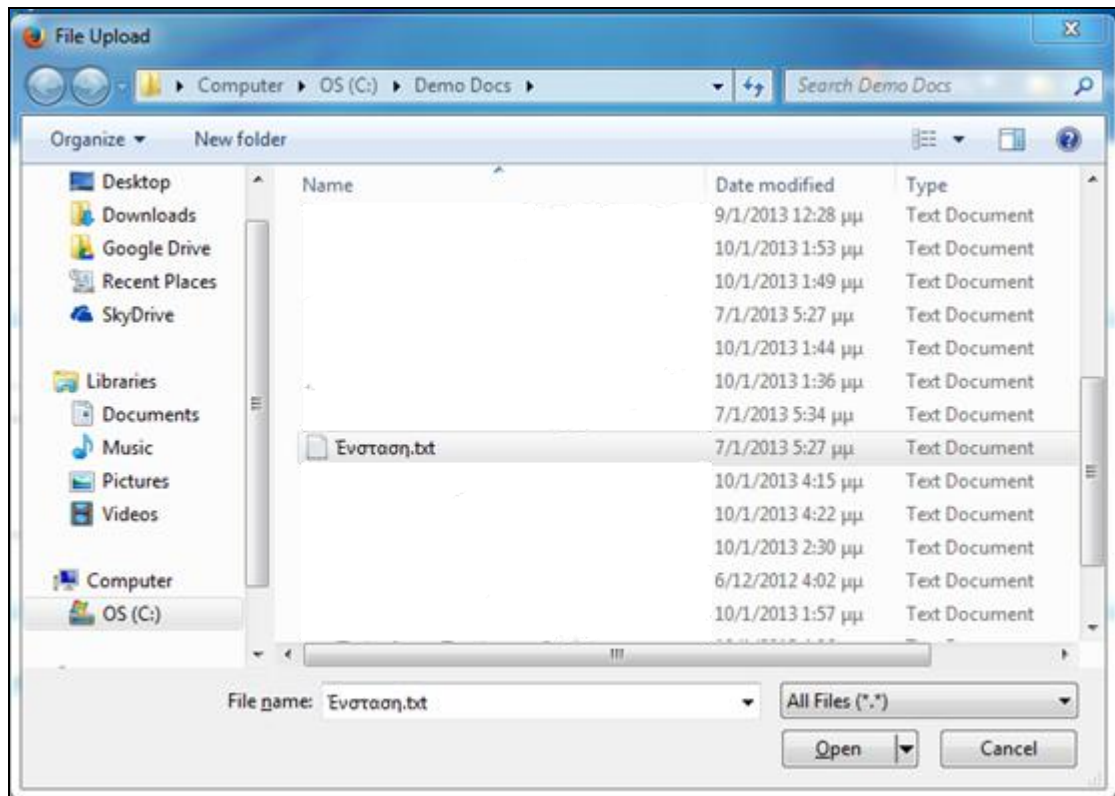 File Upload
Computer ▸ OS (C:) ▸ Demo Docs ▸
Search Demo Docs
Organize
New folder
Desktop
Downloads
Google Drive
Recent Places
SkyDrive
Libraries
Documents
Music
Pictures
Videos
Computer
OS (C:)
Name Date modified Type
9/1/2013 12:28 μμ Text Document
10/1/2013 1:53 μμ Text Document
10/1/2013 1:49 μμ Text Document
7/1/2013 5:27 μμ Text Document
10/1/2013 1:44 μμ Text Document
10/1/2013 1:36 μμ Text Document
7/1/2013 5:34 μμ Text Document
Ένσταση.txt 7/1/2013 5:27 μμ Text Document
10/1/2013 4:15 μμ Text Document
10/1/2013 4:22 μμ Text Document
10/1/2013 2:30 μμ Text Document
6/12/2012 4:02 μμ Text Document
10/1/2013 1:57 μμ Text Document
File name: Ένσταση.txt
All Files (*.*)
Open
Cancel